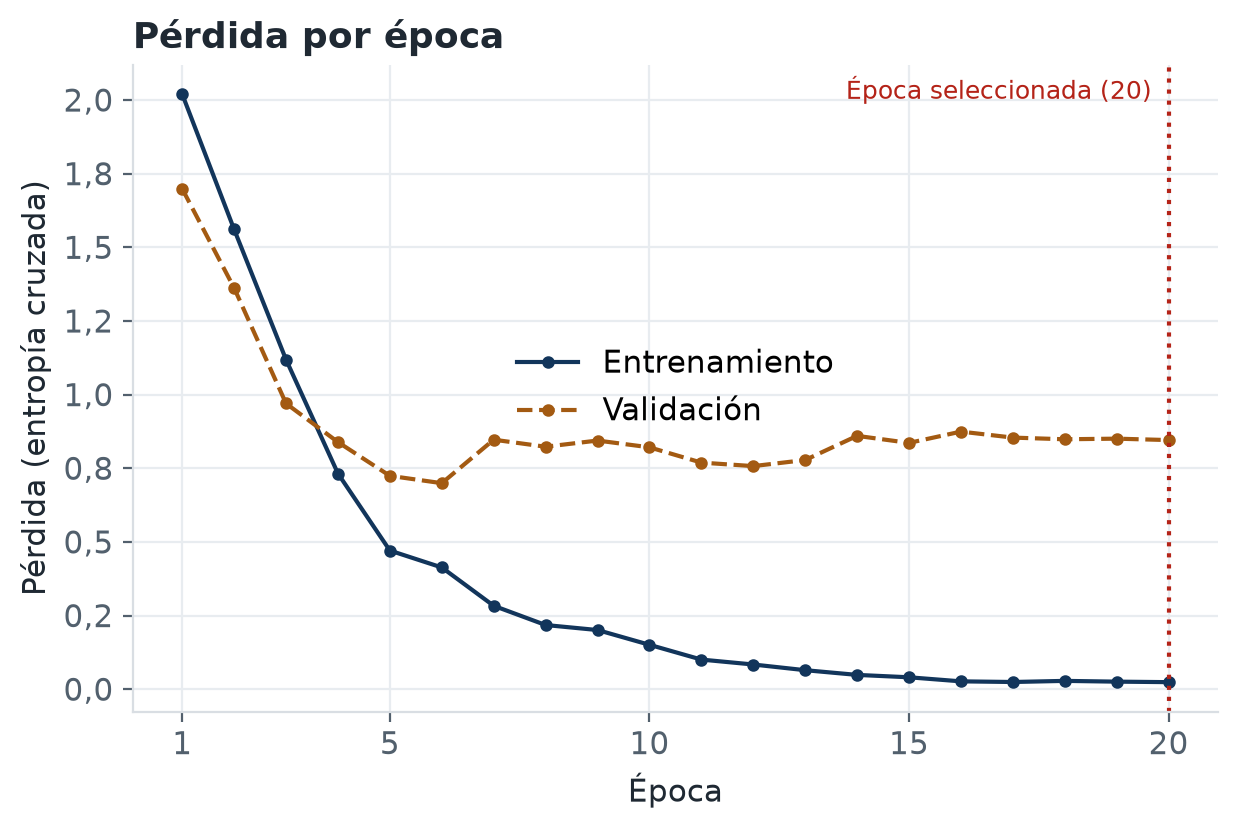 Pérdida por época
Época seleccionada (20)
Pérdida (entropía cruzada)
2,0
1,8
1,5
1,2
1,0
0,8
0,5
0,2
0,0
Entrenamiento
Validación
1 5 10 15 20
Época